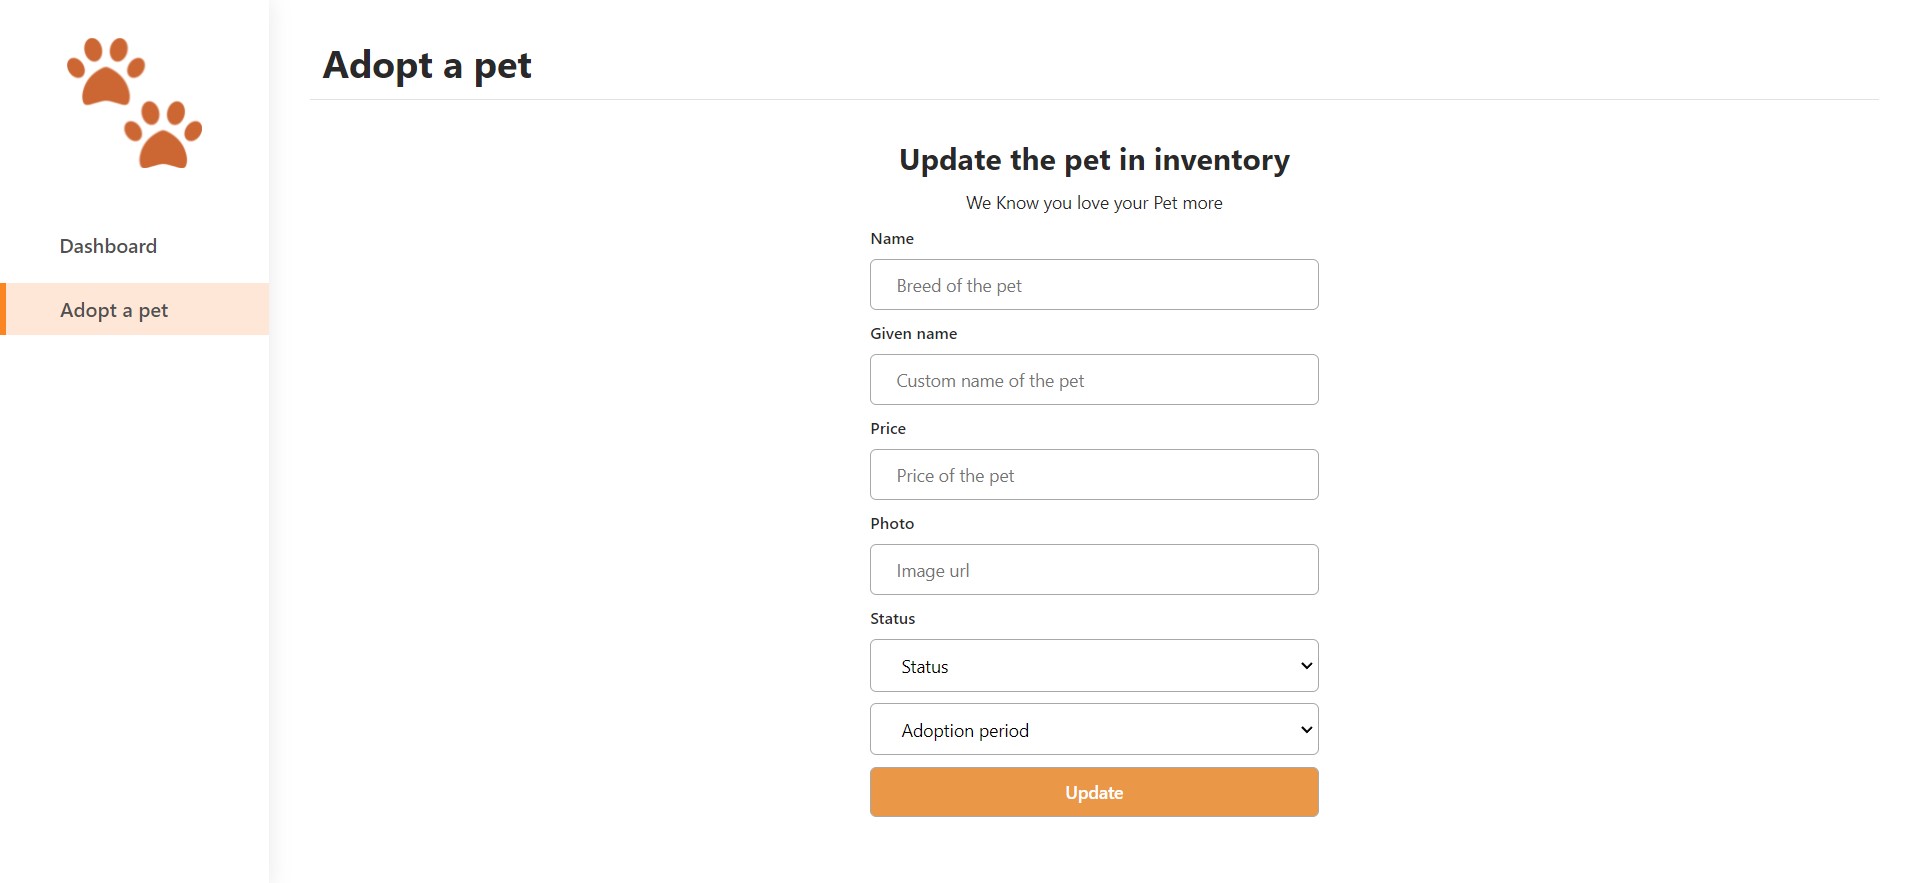 Adopt a pet
Dashboard
Adopt a pet
Update the pet in inventory
We Know you love your Pet more
Name
Breed of the pet
Given name
Custom name of the pet
Price
Price of the pet
Photo
Image url
Status
Status
Adoption period
Update